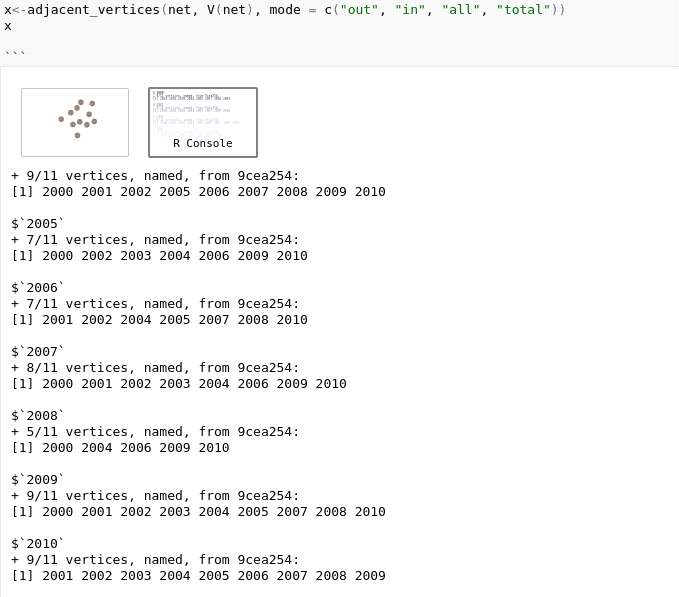 x<-adjacent_vertices(net, V(net), mode = c("out", "in", "all", "total"))
x
```
R Console
+ 9/11 vertices, named, from 9cea254:
[1] 2000 2001 2002 2005 2006 2007 2008 2009 2010
$`2005`
+ 7/11 vertices, named, from 9cea254:
[1] 2000 2002 2003 2004 2006 2009 2010
$`2006`
+ 7/11 vertices, named, from 9cea254:
[1] 2001 2002 2004 2005 2007 2008 2010
$`2007`
+ 8/11 vertices, named, from 9cea254:
[1] 2000 2001 2002 2003 2004 2006 2009 2010
$`2008`
+ 5/11 vertices, named, from 9cea254:
[1] 2000 2004 2006 2009 2010
$`2009`
+ 9/11 vertices, named, from 9cea254:
[1] 2000 2001 2002 2003 2004 2005 2007 2008 2010
$`2010`
+ 9/11 vertices, named, from 9cea254:
[1] 2001 2002 2003 2004 2005 2006 2007 2008 2009